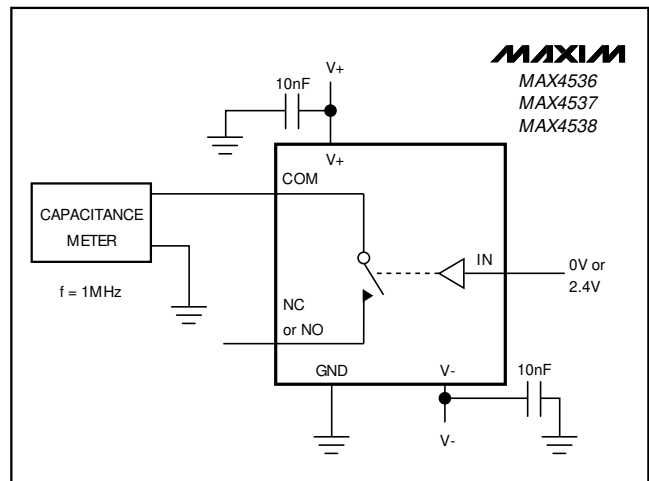 MAXIM
MAX4536
MAX4537
MAX4538
V+
10nF
V+
COM
CAPACITANCE
METER
f = 1MHz
IN
0V or
2.4V
NC
or NO
GND
V-
10nF
V-